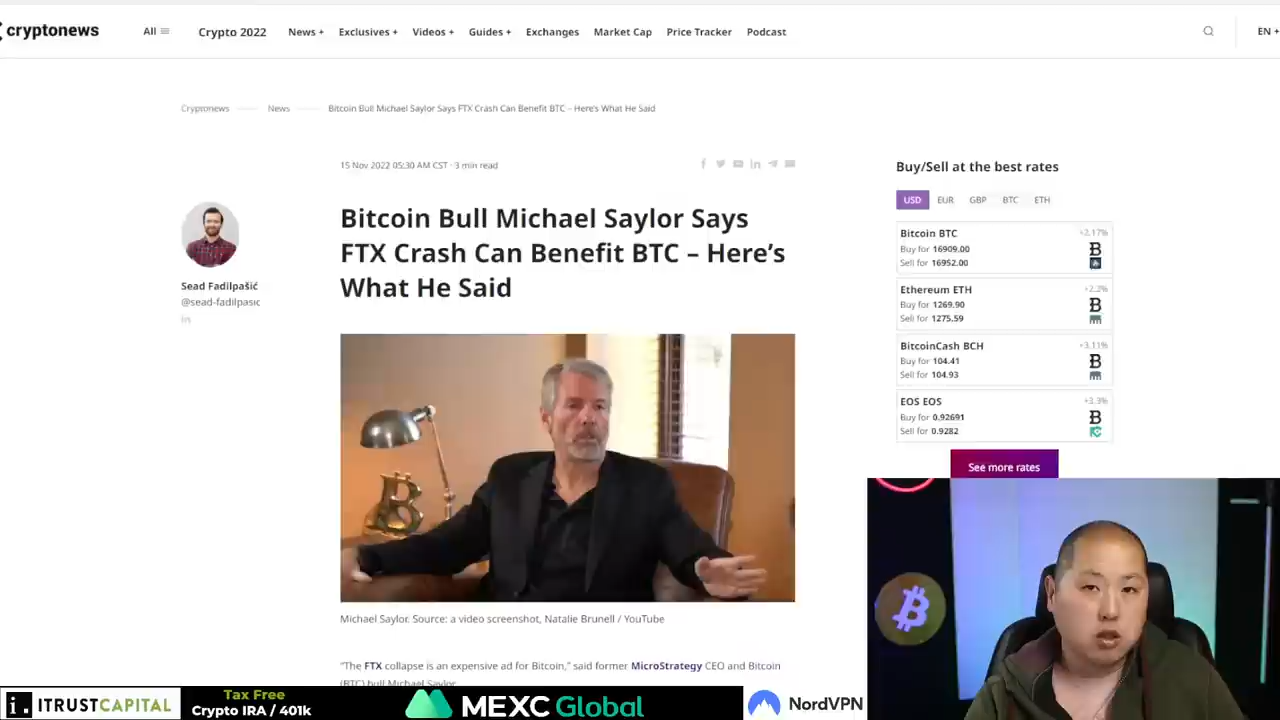 cryptonews
All
Crypto 2022
News +
Exclusives +
Videos +
Guides +
Exchanges
Market Cap
Price Tracker
Podcast
EN +
Cryptonews
News
Bitcoin Bull Michael Saylor Says FTX Crash Can Benefit BTC – Here's What He Said
15 Nov 2022 05:30 AM CST · 3 min read
Sead Fadilpašić
@sead-fadilpasic
in
Bitcoin Bull Michael Saylor Says
FTX Crash Can Benefit BTC – Here's
What He Said
Michael Saylor. Source: a video screenshot, Natalie Brunell / YouTube
"The FTX collapse is an expensive ad for Bitcoin," said former MicroStrategy CEO and Bitcoin
(BTC) bull Michael Saylor.
Buy/Sell at the best rates
USD
EUR
GBP
BTC
ETH
Bitcoin BTC
+2.17%
Buy for 16909.00
Sell for 16952.00
Ethereum ETH
+2.2%
Buy for 1269.90
Sell for 1275.59
BitcoinCash BCH
+3.11%
Buy for 104.41
Sell for 104.93
EOS EOS
+3.3%
Buy for 0.92691
Sell for 0.9282
See more rates
i. ITRUSTCAPITAL
Tax Free
Crypto IRA / 401k
MEXC Global
NordVPN